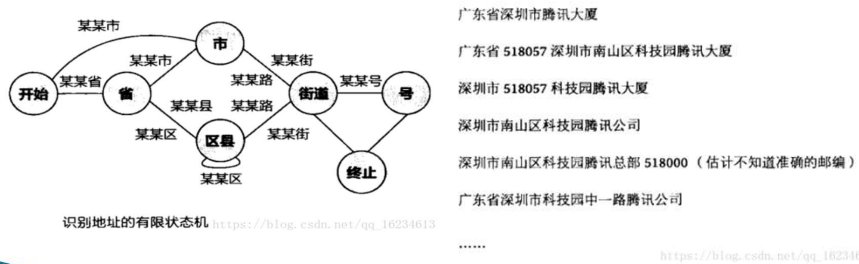 某某市
市
某某市
某某街
某某省
某某路
某某号
开始
省
街道
号
某某县
某某路
某某区
区县
某某街
某某区
终止
识别地址的有限状态机
https://blog.csdn.net/qq_16234613
广东省深圳市腾讯大厦
广东省 518057 深圳市南山区科技园腾讯大厦
深圳市 518057 科技园腾讯大厦
深圳市南山区科技园腾讯公司
深圳市南山区科技园腾讯总部 518000（估计不知道准确的邮编）
广东省深圳市科技园中一路腾讯公司
……
https://blog.csdn.net/qq_162346